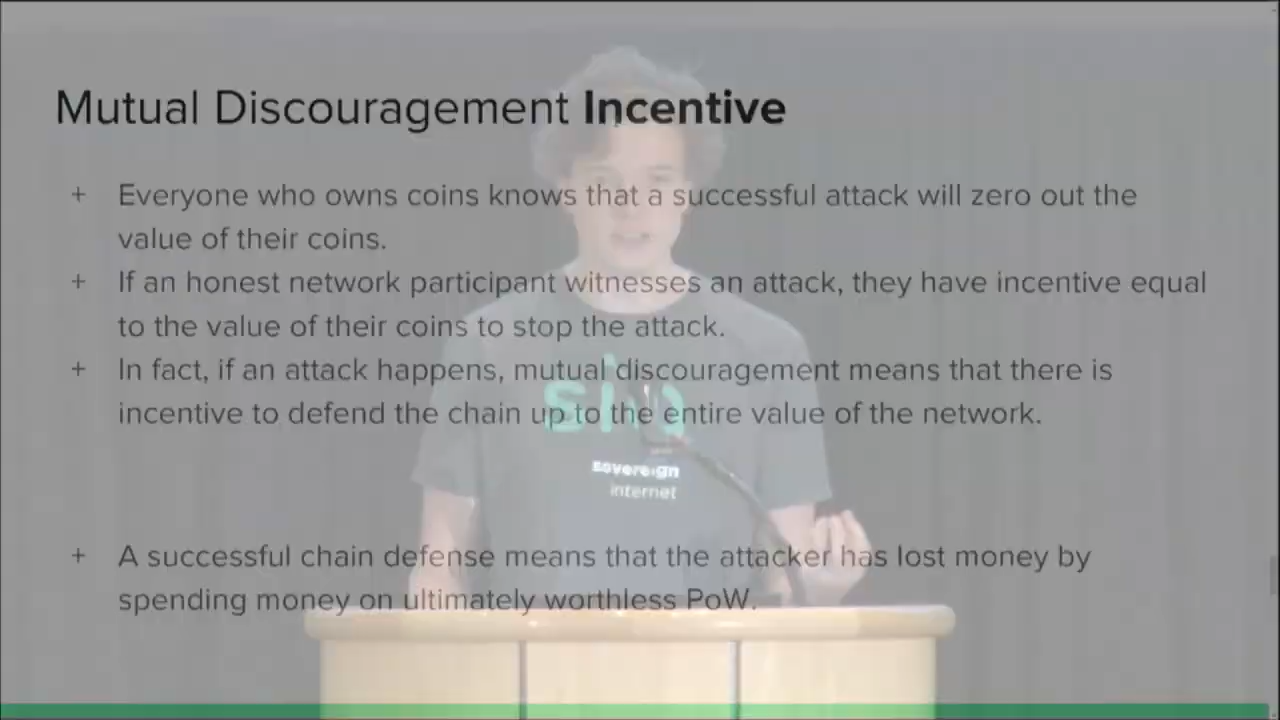 Mutual Discouragement Incentive
+ Everyone who owns coins knows that a successful attack will zero out the
value of their coins.
+ If an honest network participant witnesses an attack, they have incentive equal
to the value of their coins to stop the attack.
+ In fact, if an attack happens, mutual discouragement means that there is
incentive to defend the chain up to the entire value of the network.
sia
sovereign
internet
+ A successful chain defense means that the attacker has lost money by
spending money on ultimately worthless PoW.